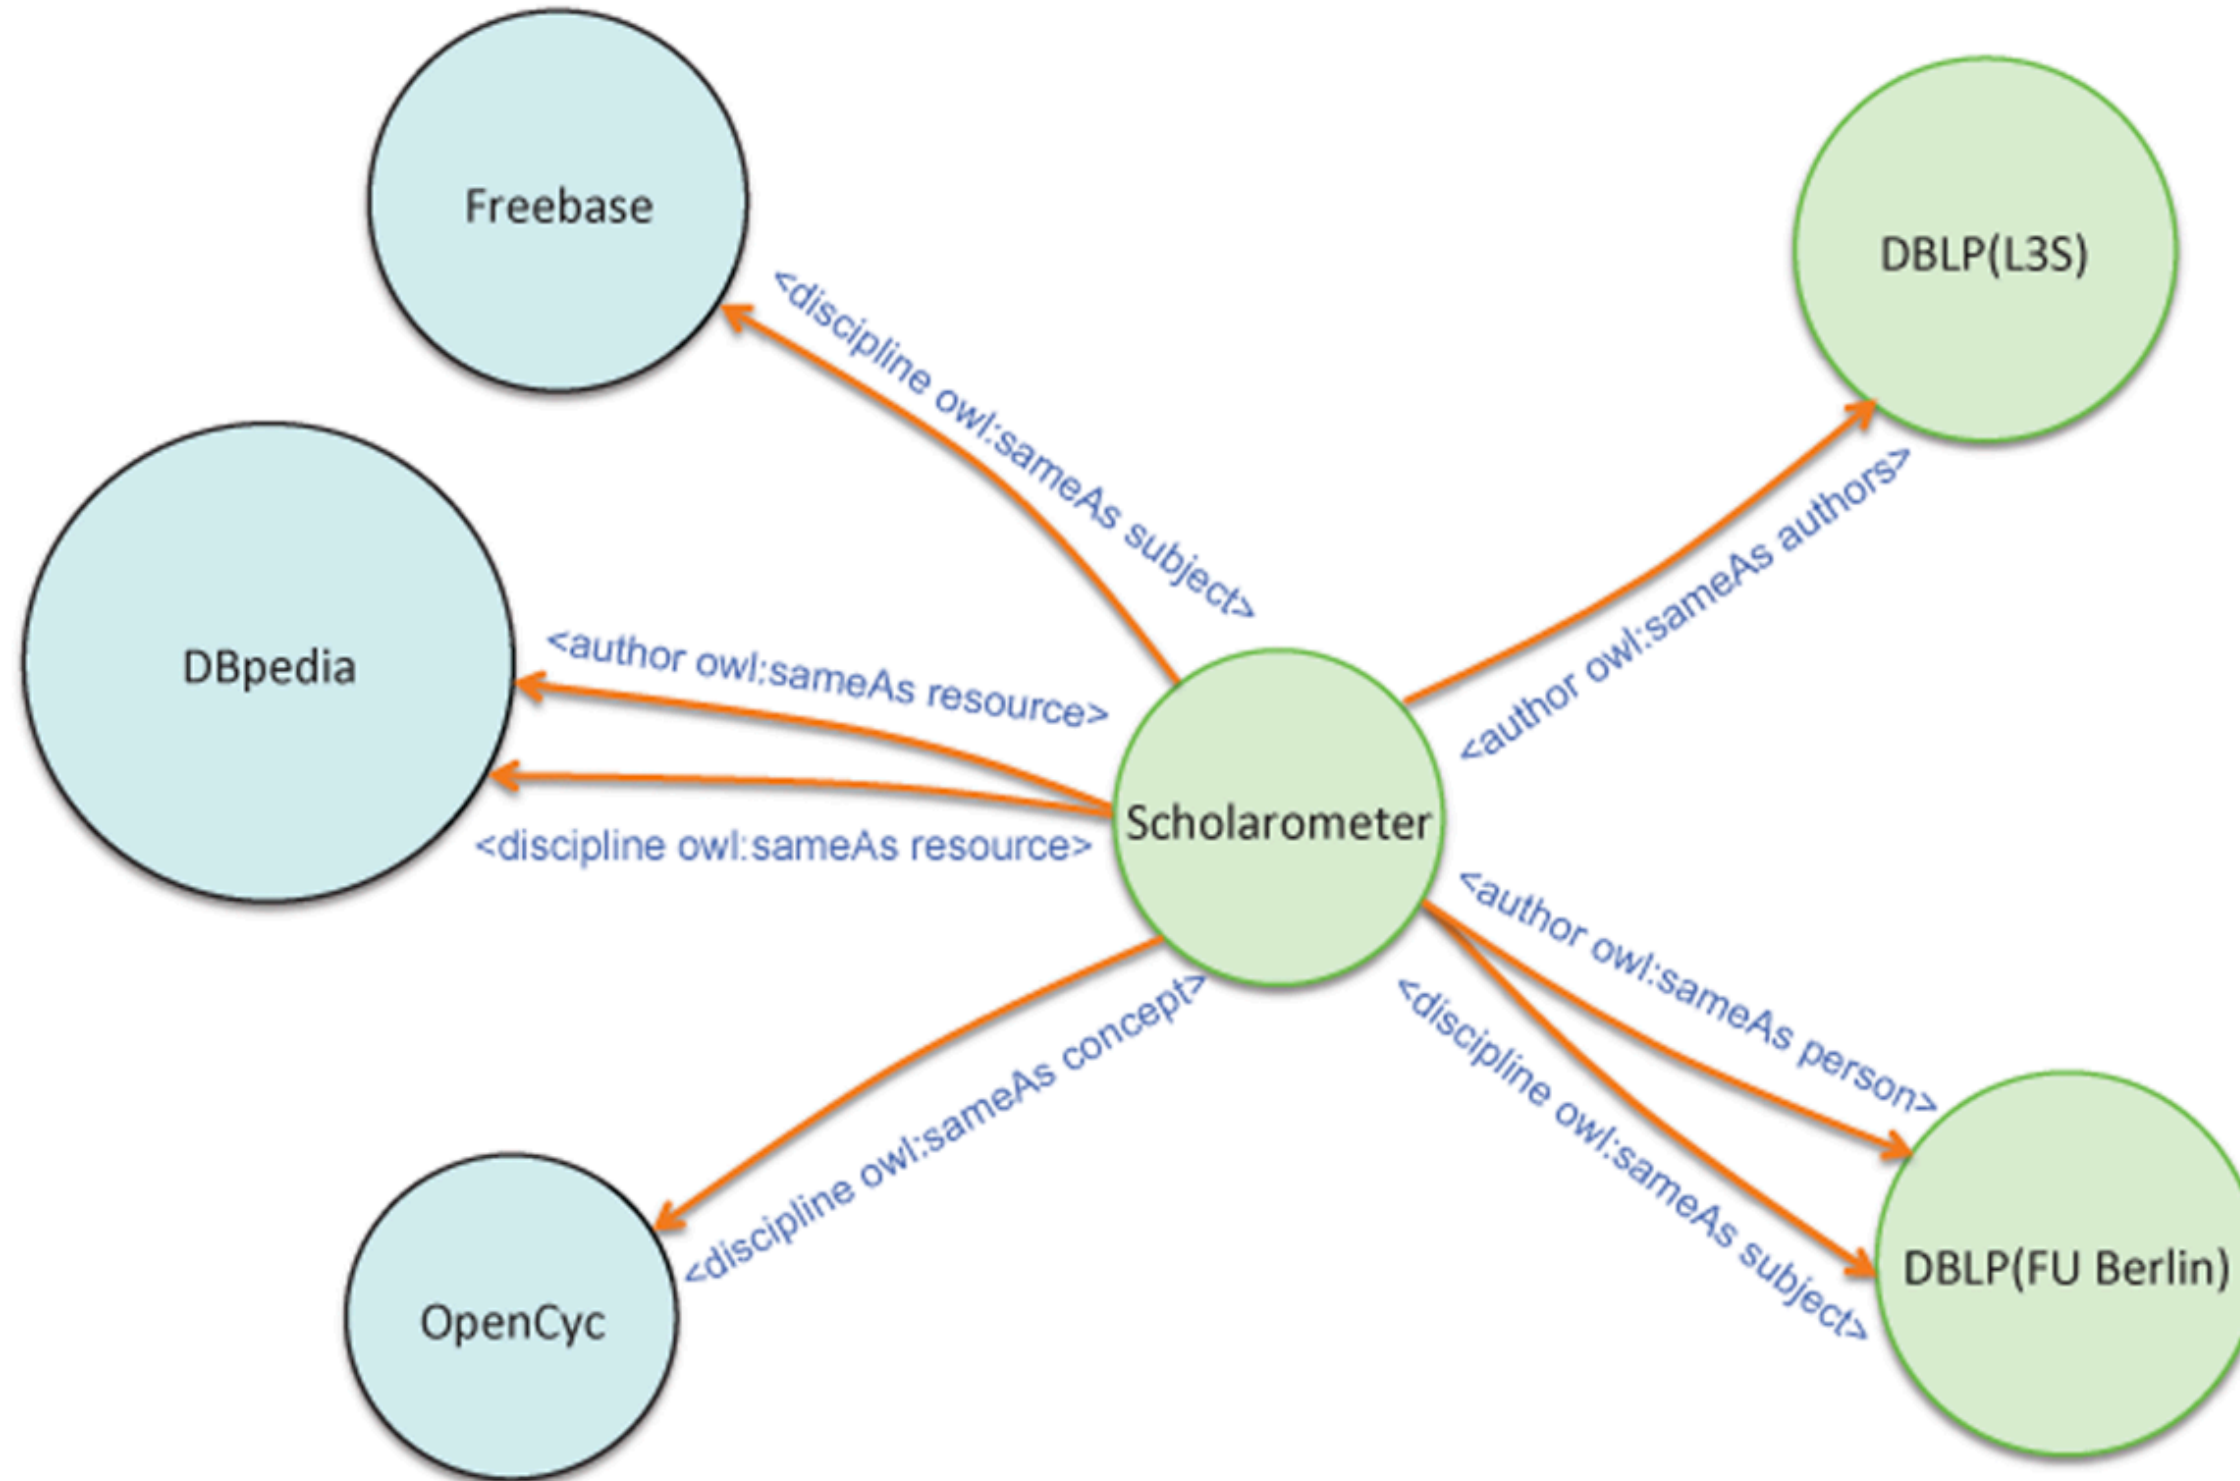 Freebase
DBLP(L3S)
<discipline owl:sameAs subject>
<author owl:sameAs authors>
DBpedia
<author owl:sameAs resource>
<discipline owl:sameAs resource>
Scholarometer
<author owl:sameAs person>
<discipline owl:sameAs subject>
<discipline owl:sameAs concept>
OpenCyc
DBLP(FU Berlin)